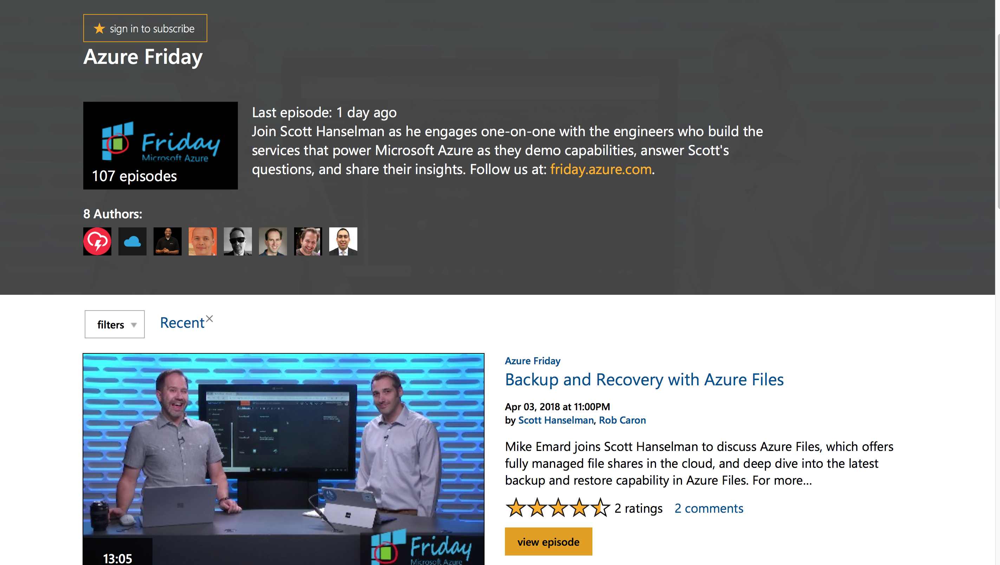 sign in to subscribe
Azure Friday
Friday
Microsoft Azure
107 episodes
Last episode: 1 day ago
Join Scott Hanselman as he engages one-on-one with the engineers who build the
services that power Microsoft Azure as they demo capabilities, answer Scott's
questions, and share their insights. Follow us at: friday.azure.com.
8 Authors:
filters
Recent
Azure Friday
Backup and Recovery with Azure Files
Apr 03, 2018 at 11:00PM
by Scott Hanselman, Rob Caron
Mike Emard joins Scott Hanselman to discuss Azure Files, which offers
fully managed file shares in the cloud, and deep dive into the latest
backup and restore capability in Azure Files. For more...
2 ratings 2 comments
view episode
13:05
Friday
Microsoft Azure